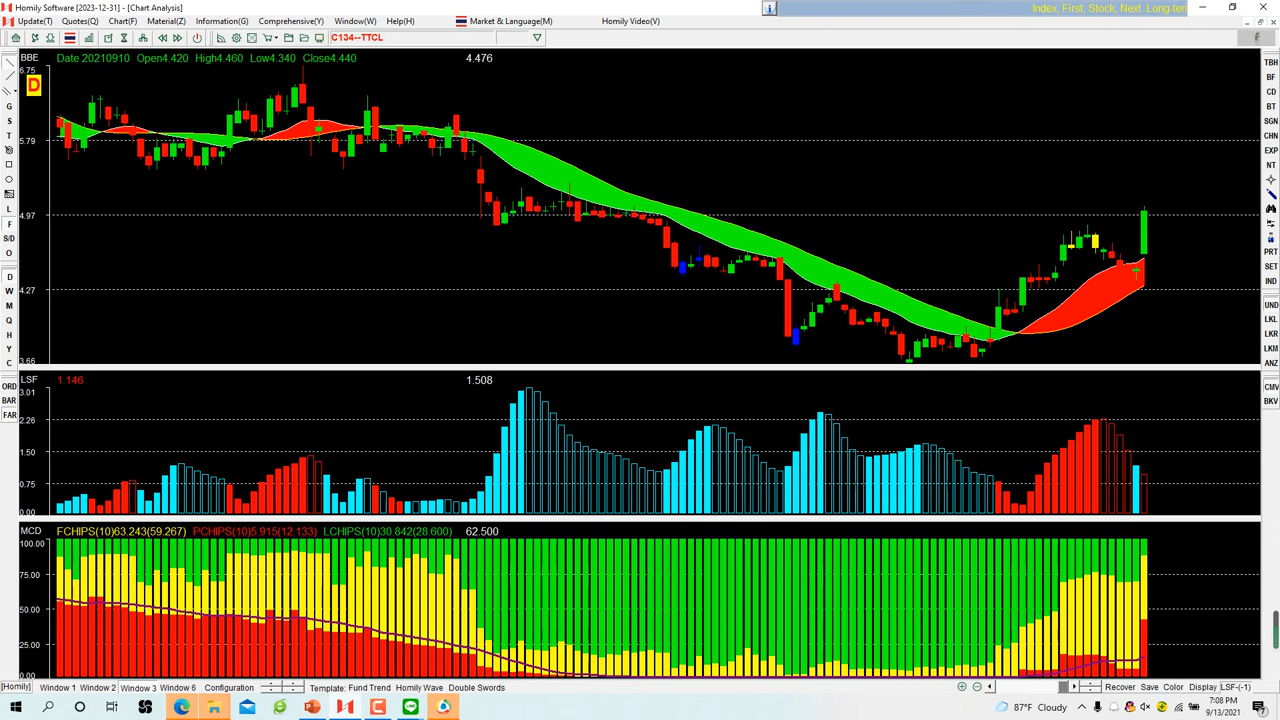 Homily Software [2023-12-31] - [Chart Analysis]
Index, First; Stock, Next. Long-ter
Update(T) Quotes(Q) Chart(F) Material(Z) Information(G) Comprehensive(Y) Window(W) Help(H) Market & Language(M) Homily Video(V)
C134--TTCL
BBE Date 20210910 Open4.420 High4.460 Low4.340 Close4.440 4.476
6.75
D
5.79
4.97
4.27
3.66
LSF 1.146 1.508
3.01
2.26
1.50
0.75
0.00
MCD FCHIPS(10)63.243(59.267) PCHIPS(10)5.915(12.133) LCHIPS(10)30.842(28.600) 62.500
100.00
75.00
50.00
25.00
0.00
G
S
T
L
F
S/D
O
D
W
M
Q
H
Y
C
ORD
BAR
FAR
TBH
BF
CD
BT
SGN
CHN
EXP
NT
PRT
SET
IND
UND
LKL
LKR
LKM
ANZ
CMV
BKV
[Homily] Window 1 Window 2 Window 3 Window 6 Configuration Template: Fund Trend Homily Wave Double Swords Recover Save Color Display LSF-(-1)
87°F Cloudy
7:08 PM
9/13/2021